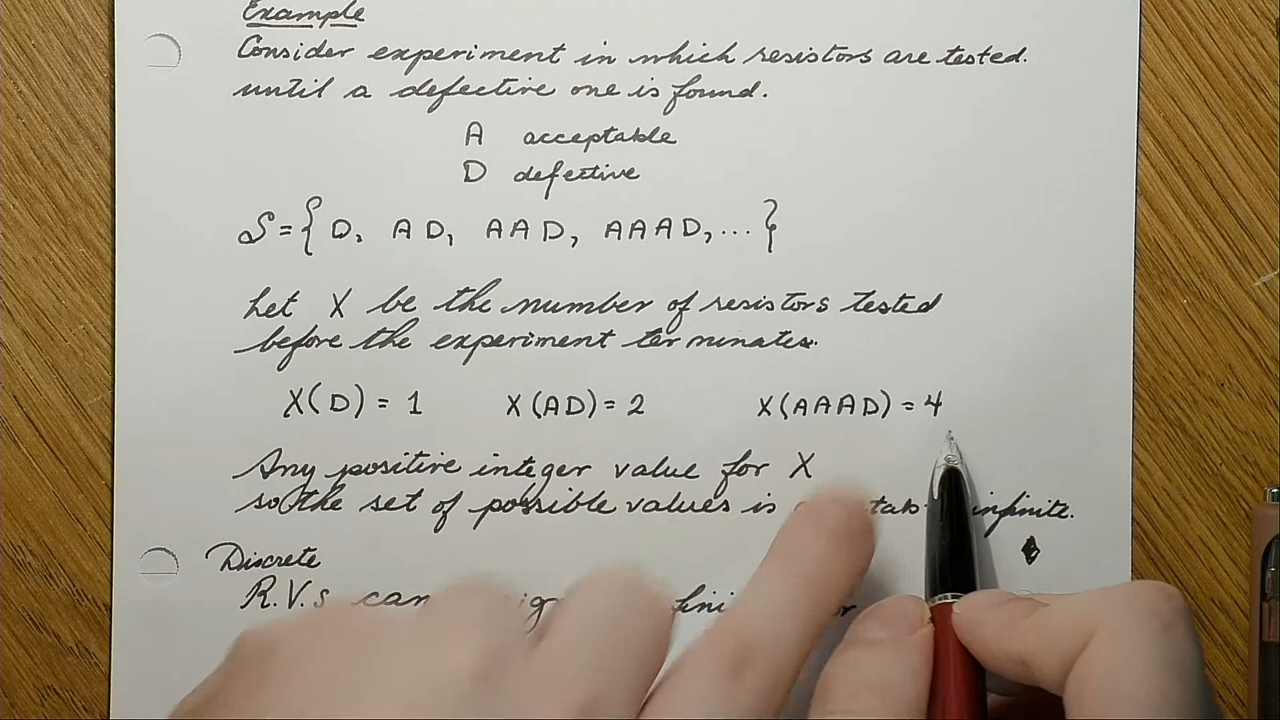 Example
Consider experiment in which resistors are tested.
until a defective one is found.
A acceptable
D defective
S = { D, AD, AAD, AAAD, ... }
Let X be the number of resistors tested
before the experiment terminates.
X(D) = 1 X(AD) = 2 X(AAAD) = 4
Any positive integer value for X
so the set of possible values is infinite.
Discrete
R.V.s can